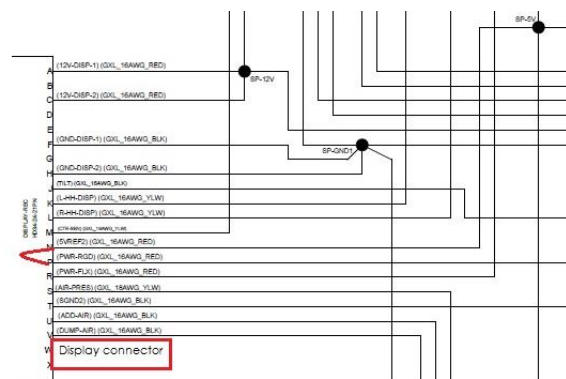 SP-5V
A (12V-DISP-1) (GXL_16AWG_RED)
SP-12V
B
C (12V-DISP-2) (GXL_16AWG_RED)
D
E
F (GND-DISP-1) (GXL_16AWG_BLK)
SP-GND1
G
H (GND-DISP-2) (GXL_16AWG_BLK)
J (TILT) (GXL_16AWG_BLK)
K (L-HH-DISP) (GXL_16AWG_YLW)
L (R-HH-DISP) (GXL_16AWG_YLW)
M
N (5VREF2) (GXL_16AWG_RED)
P (PWR-RGD) (GXL_16AWG_RED)
R (PWR-FLX) (GXL_16AWG_RED)
S (AIR-PRES) (GXL_18AWG_YLW)
T (SGND2) (GXL_16AWG_BLK)
U (ADD-AIR) (GXL_16AWG_BLK)
V (DUMP-AIR) (GXL_16AWG_BLK)
W Display connector
X